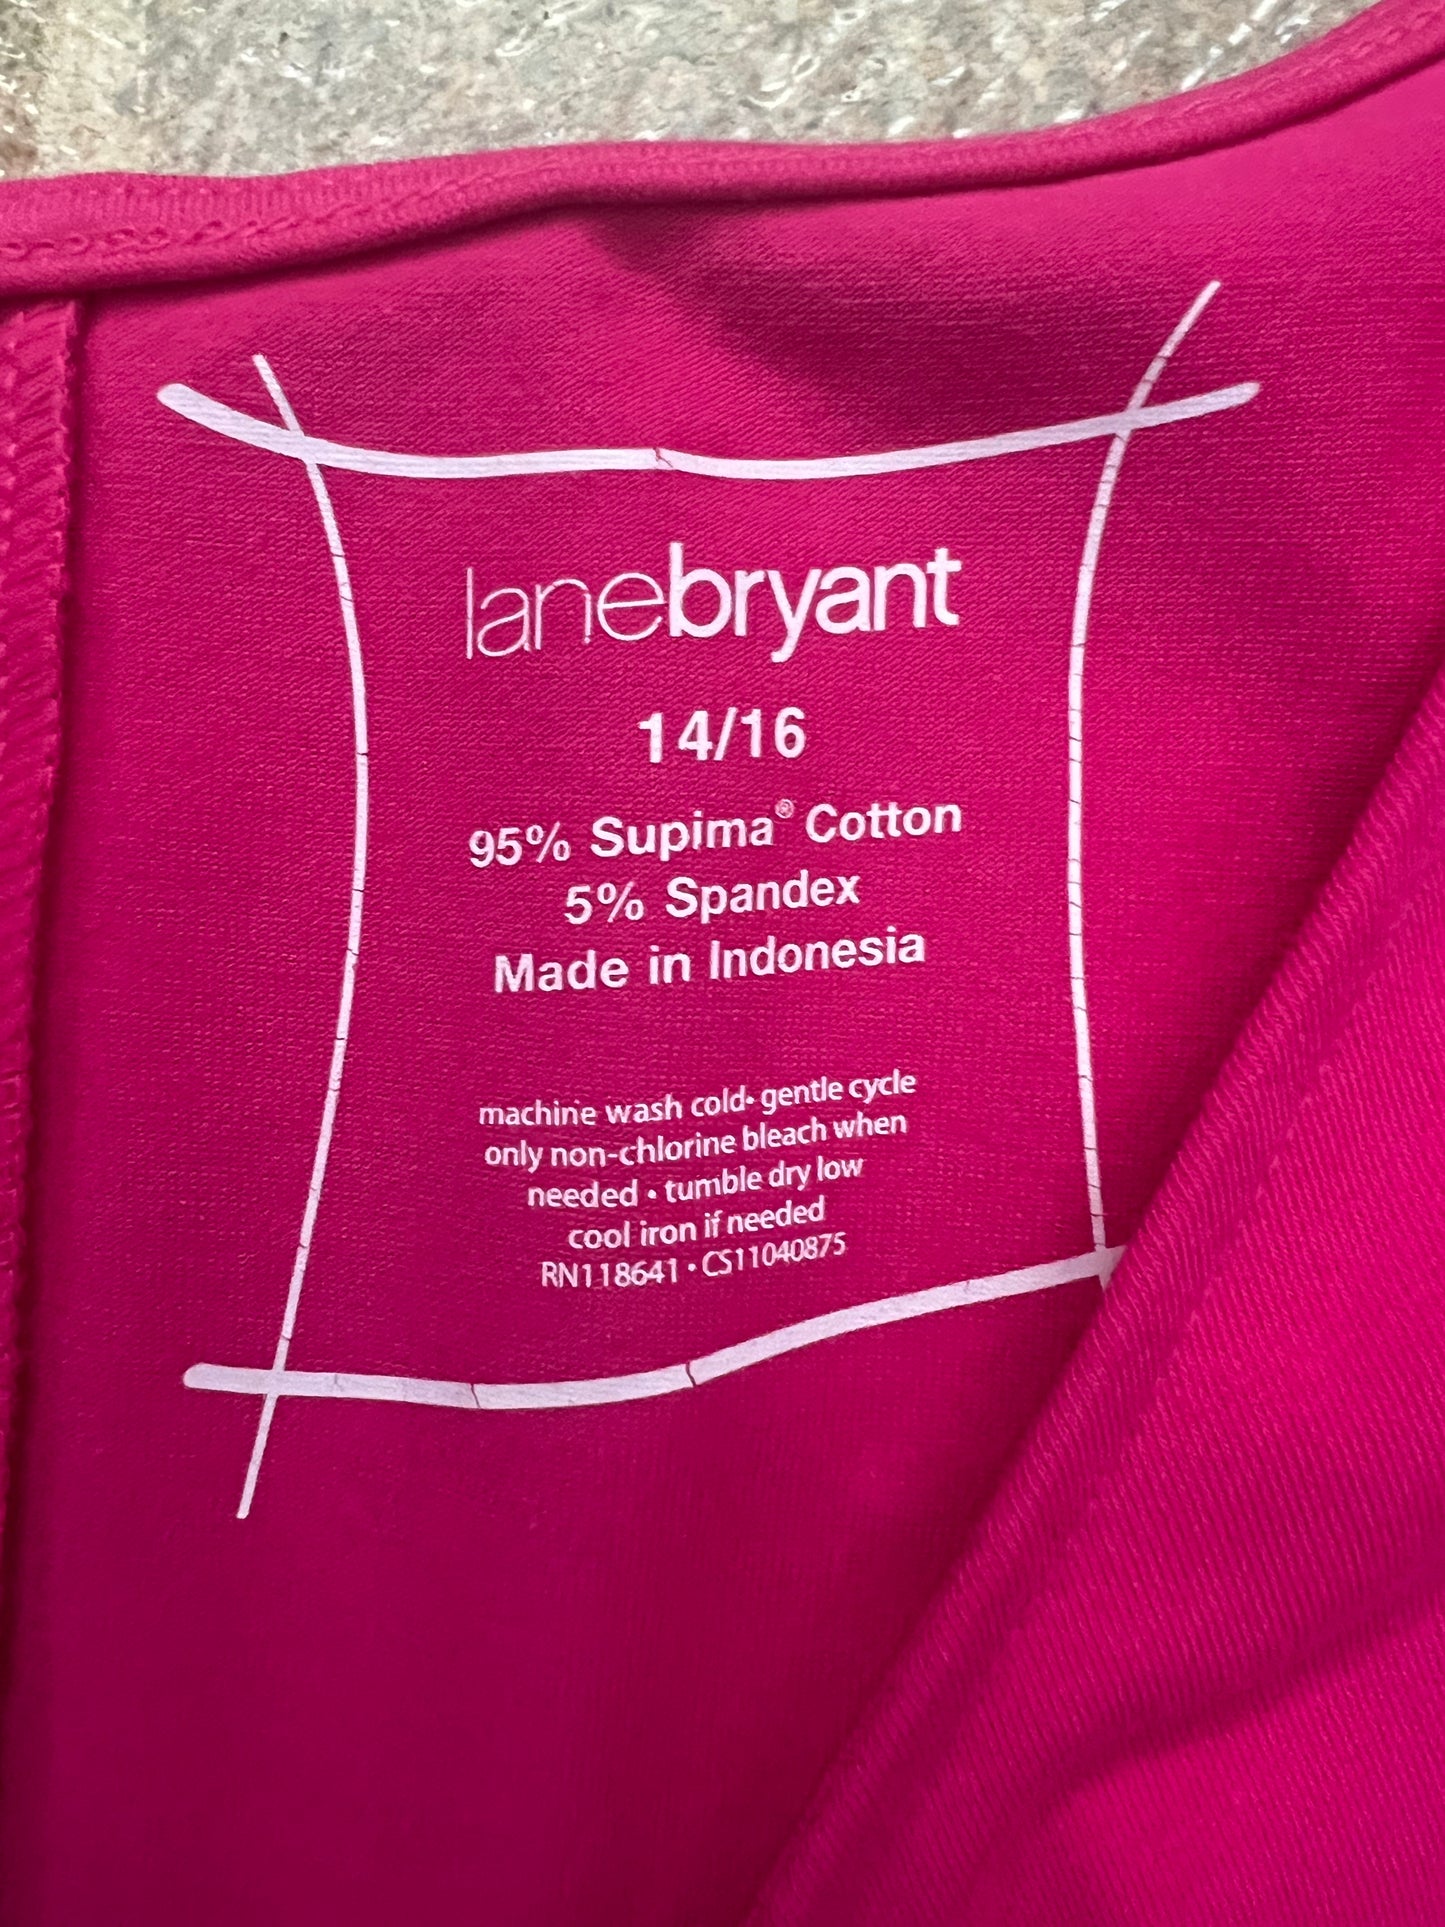 lanebryant
14/16
95% Supima® Cotton
5% Spandex
Made in Indonesia
machine wash cold• gentle cycle
only non-chlorine bleach when
needed • tumble dry low
cool iron if needed
RN118641 • CS11040875